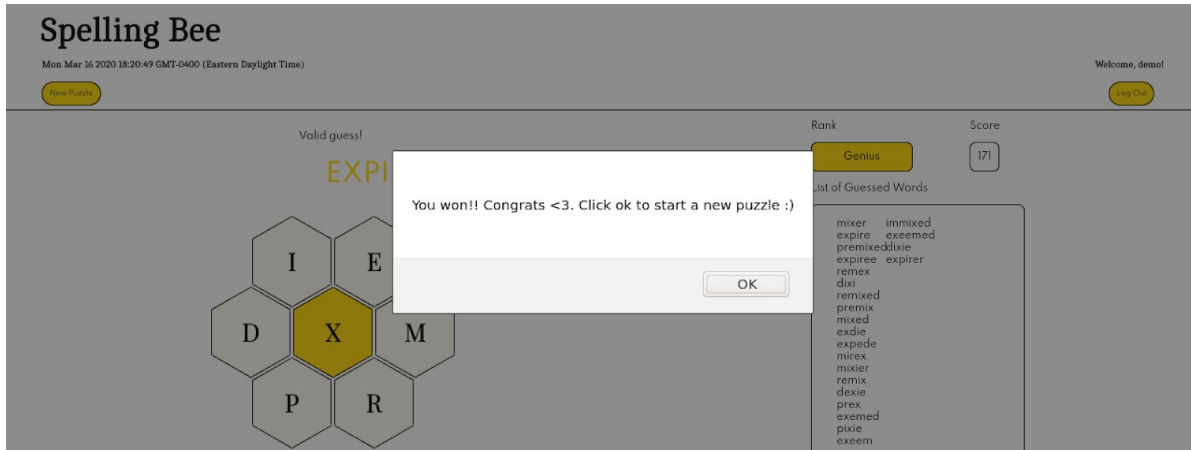 Spelling Bee
Mon Mar 16 2020 18:20:49 GMT-0400 (Eastern Daylight Time)
Welcome, demo!
New Puzzle
Log Out
Valid guess!
EXPI
Rank
Score
Genius
171
List of Guessed Words
You won!! Congrats <3. Click ok to start a new puzzle :)
OK
I
E
D
X
M
P
R
mixer immixed
expire exeemed
premixed dixie
expiree expirer
remex
dixi
remixed
premix
mixed
exdie
expede
mirex
mixier
remix
dexie
prex
exemed
pixie
exeem